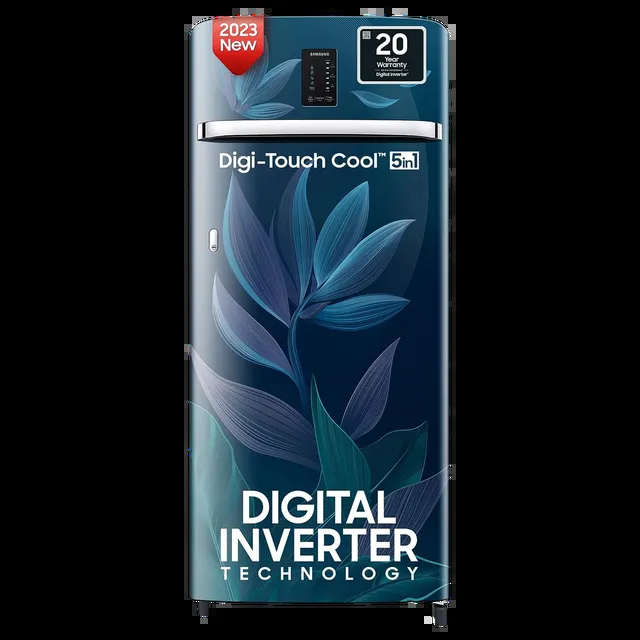 2023
New
SAMSUNG
20
Year
Warranty
Digital Inverter
Digi-Touch Cool™ 5in1
DIGITAL
INVERTER
TECHNOLOGY